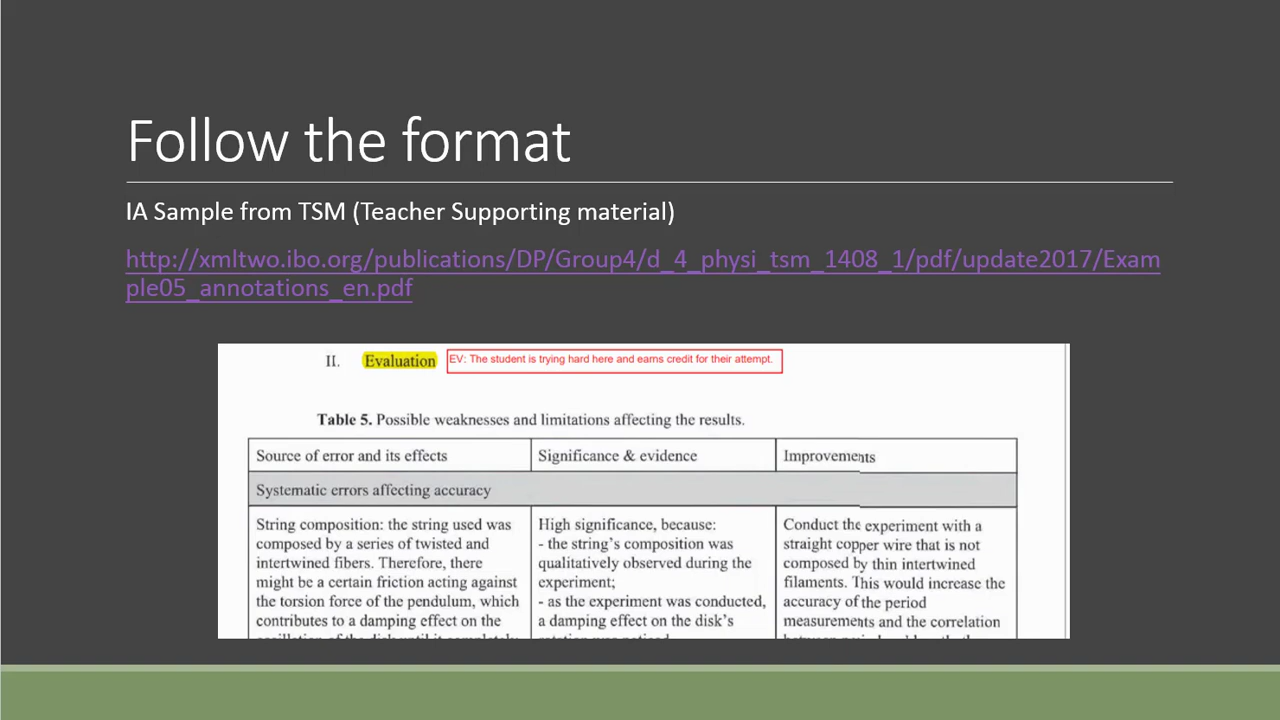 Follow the format
IA Sample from TSM (Teacher Supporting material)
http://xmltwo.ibo.org/publications/DP/Group4/d_4_physi_tsm_1408_1/pdf/update2017/Exam
ple05_annotations_en.pdf
II. Evaluation EV: The student is trying hard here and earns credit for their attempt.
Table 5. Possible weaknesses and limitations affecting the results.
Source of error and its effects
Significance & evidence
Improvements
Systematic errors affecting accuracy
String composition: the string used was
composed by a series of twisted and
intertwined fibers. Therefore, there
might be a certain friction acting against
the torsion force of the pendulum, which
contributes to a damping effect on the
High significance, because:
- the string's composition was
qualitatively observed during the
experiment;
- as the experiment was conducted,
a damping effect on the disk's
Conduct the experiment with a
straight copper wire that is not
composed by thin intertwined
filaments. This would increase the
accuracy of the period
measurements and the correlation